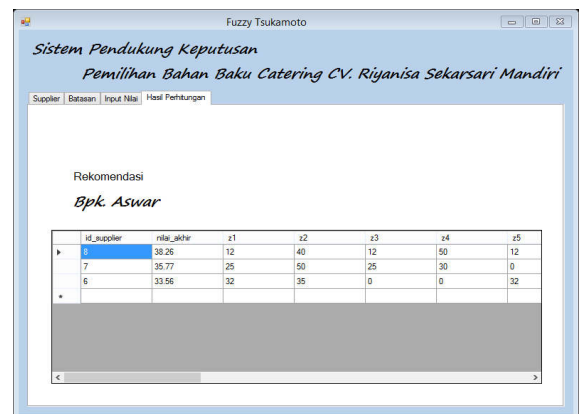 Fuzzy Tsukamoto
Sistem Pendukung Keputusan
Pemilihan Bahan Baku Catering CV. Riyanisa Sekarsari Mandiri
Supplier Batasan Input Nilai Hasil Perhitungan
Rekomendasi
Bpk. Aswar
id_supplier nilai_akhir z1 z2 z3 z4 z5
8 38.26 12 40 12 50 12
7 35.77 25 50 25 30 0
6 33.56 32 35 0 0 32